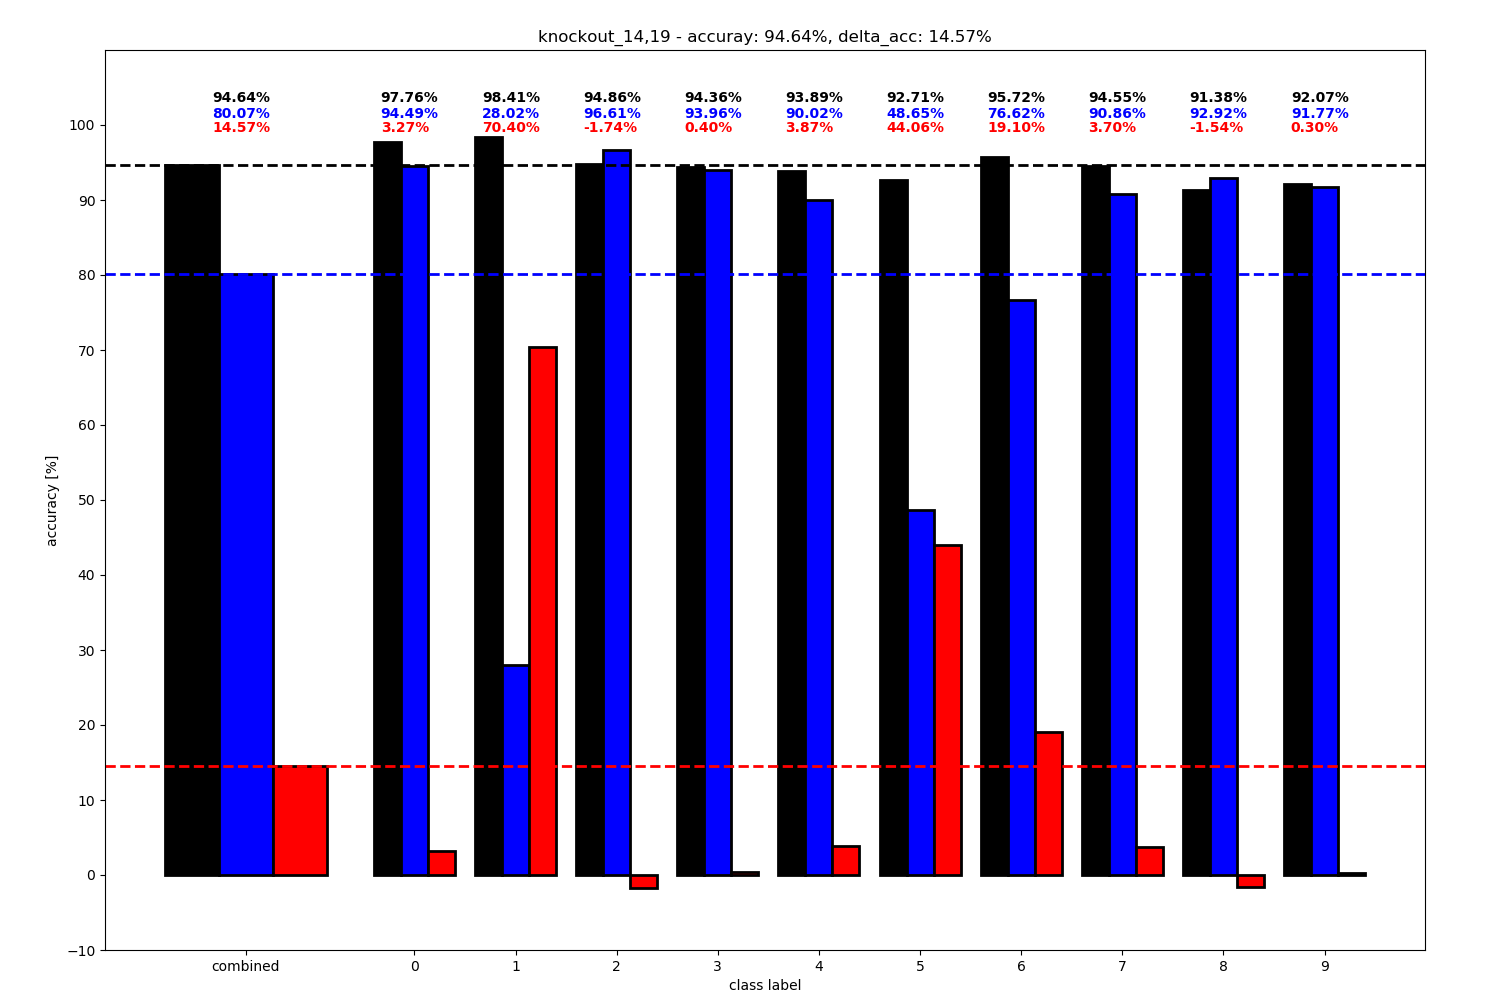 knockout_14,19 - accuray: 94.64%, delta_acc: 14.57%
94.64% 97.76% 98.41% 94.86% 94.36% 93.89% 92.71% 95.72% 94.55% 91.38% 92.07%
80.07% 94.49% 28.02% 96.61% 93.96% 90.02% 48.65% 76.62% 90.86% 92.92% 91.77%
14.57% 3.27% 70.40% -1.74% 0.40% 3.87% 44.06% 19.10% 3.70% -1.54% 0.30%
100
90
80
70
60
50
40
30
20
10
0
−10
accuracy [%]
combined 0 1 2 3 4 5 6 7 8 9
class label